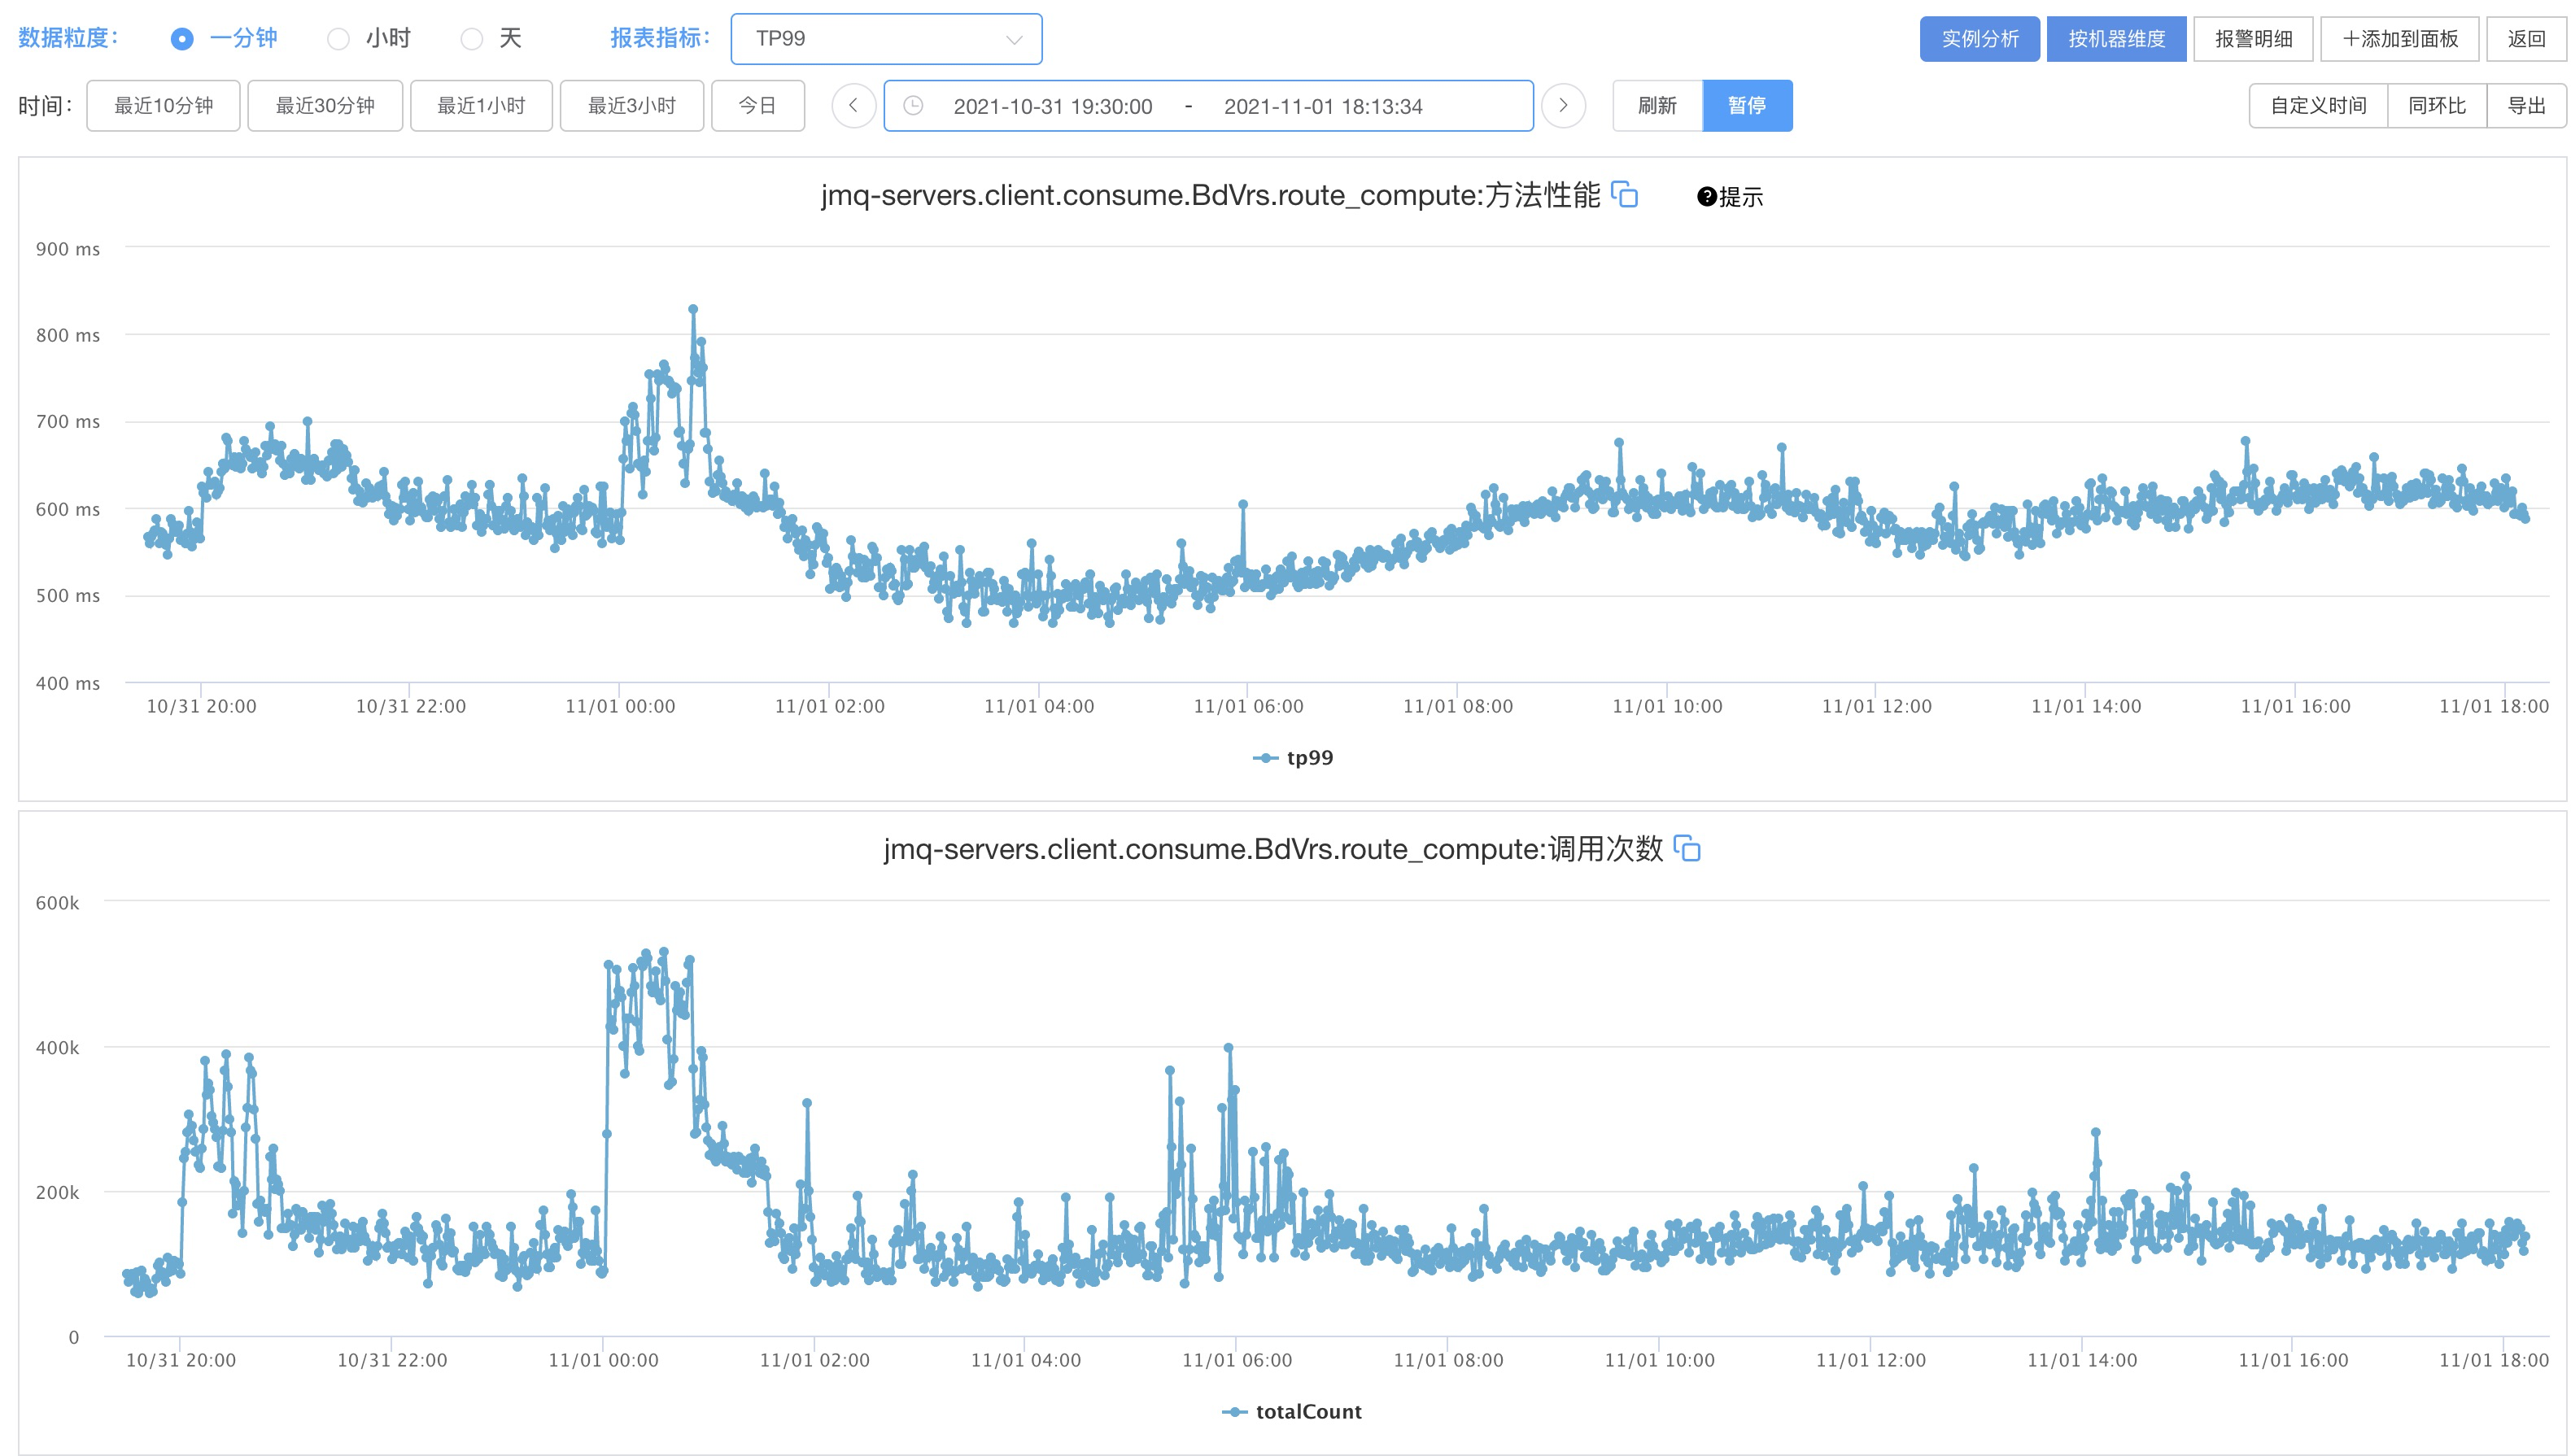 数据粒度： 一分钟 小时 天 报表指标： TP99 实例分析 按机器维度 报警明细 十添加到面板 返回
时间： 最近10分钟 最近30分钟 最近1小时 最近3小时 今日 2021-10-31 19:30:00 - 2021-11-01 18:13:34 刷新 暂停 自定义时间 同环比 导出
jmq-servers.client.consume.BdVrs.route_compute:方法性能 ?提示
900 ms
800 ms
700 ms
600 ms
500 ms
400 ms
10/31 20:00 10/31 22:00 11/01 00:00 11/01 02:00 11/01 04:00 11/01 06:00 11/01 08:00 11/01 10:00 11/01 12:00 11/01 14:00 11/01 16:00 11/01 18:00
tp99
jmq-servers.client.consume.BdVrs.route_compute:调用次数
600k
400k
200k
0
10/31 20:00 10/31 22:00 11/01 00:00 11/01 02:00 11/01 04:00 11/01 06:00 11/01 08:00 11/01 10:00 11/01 12:00 11/01 14:00 11/01 16:00 11/01 18:00
totalCount